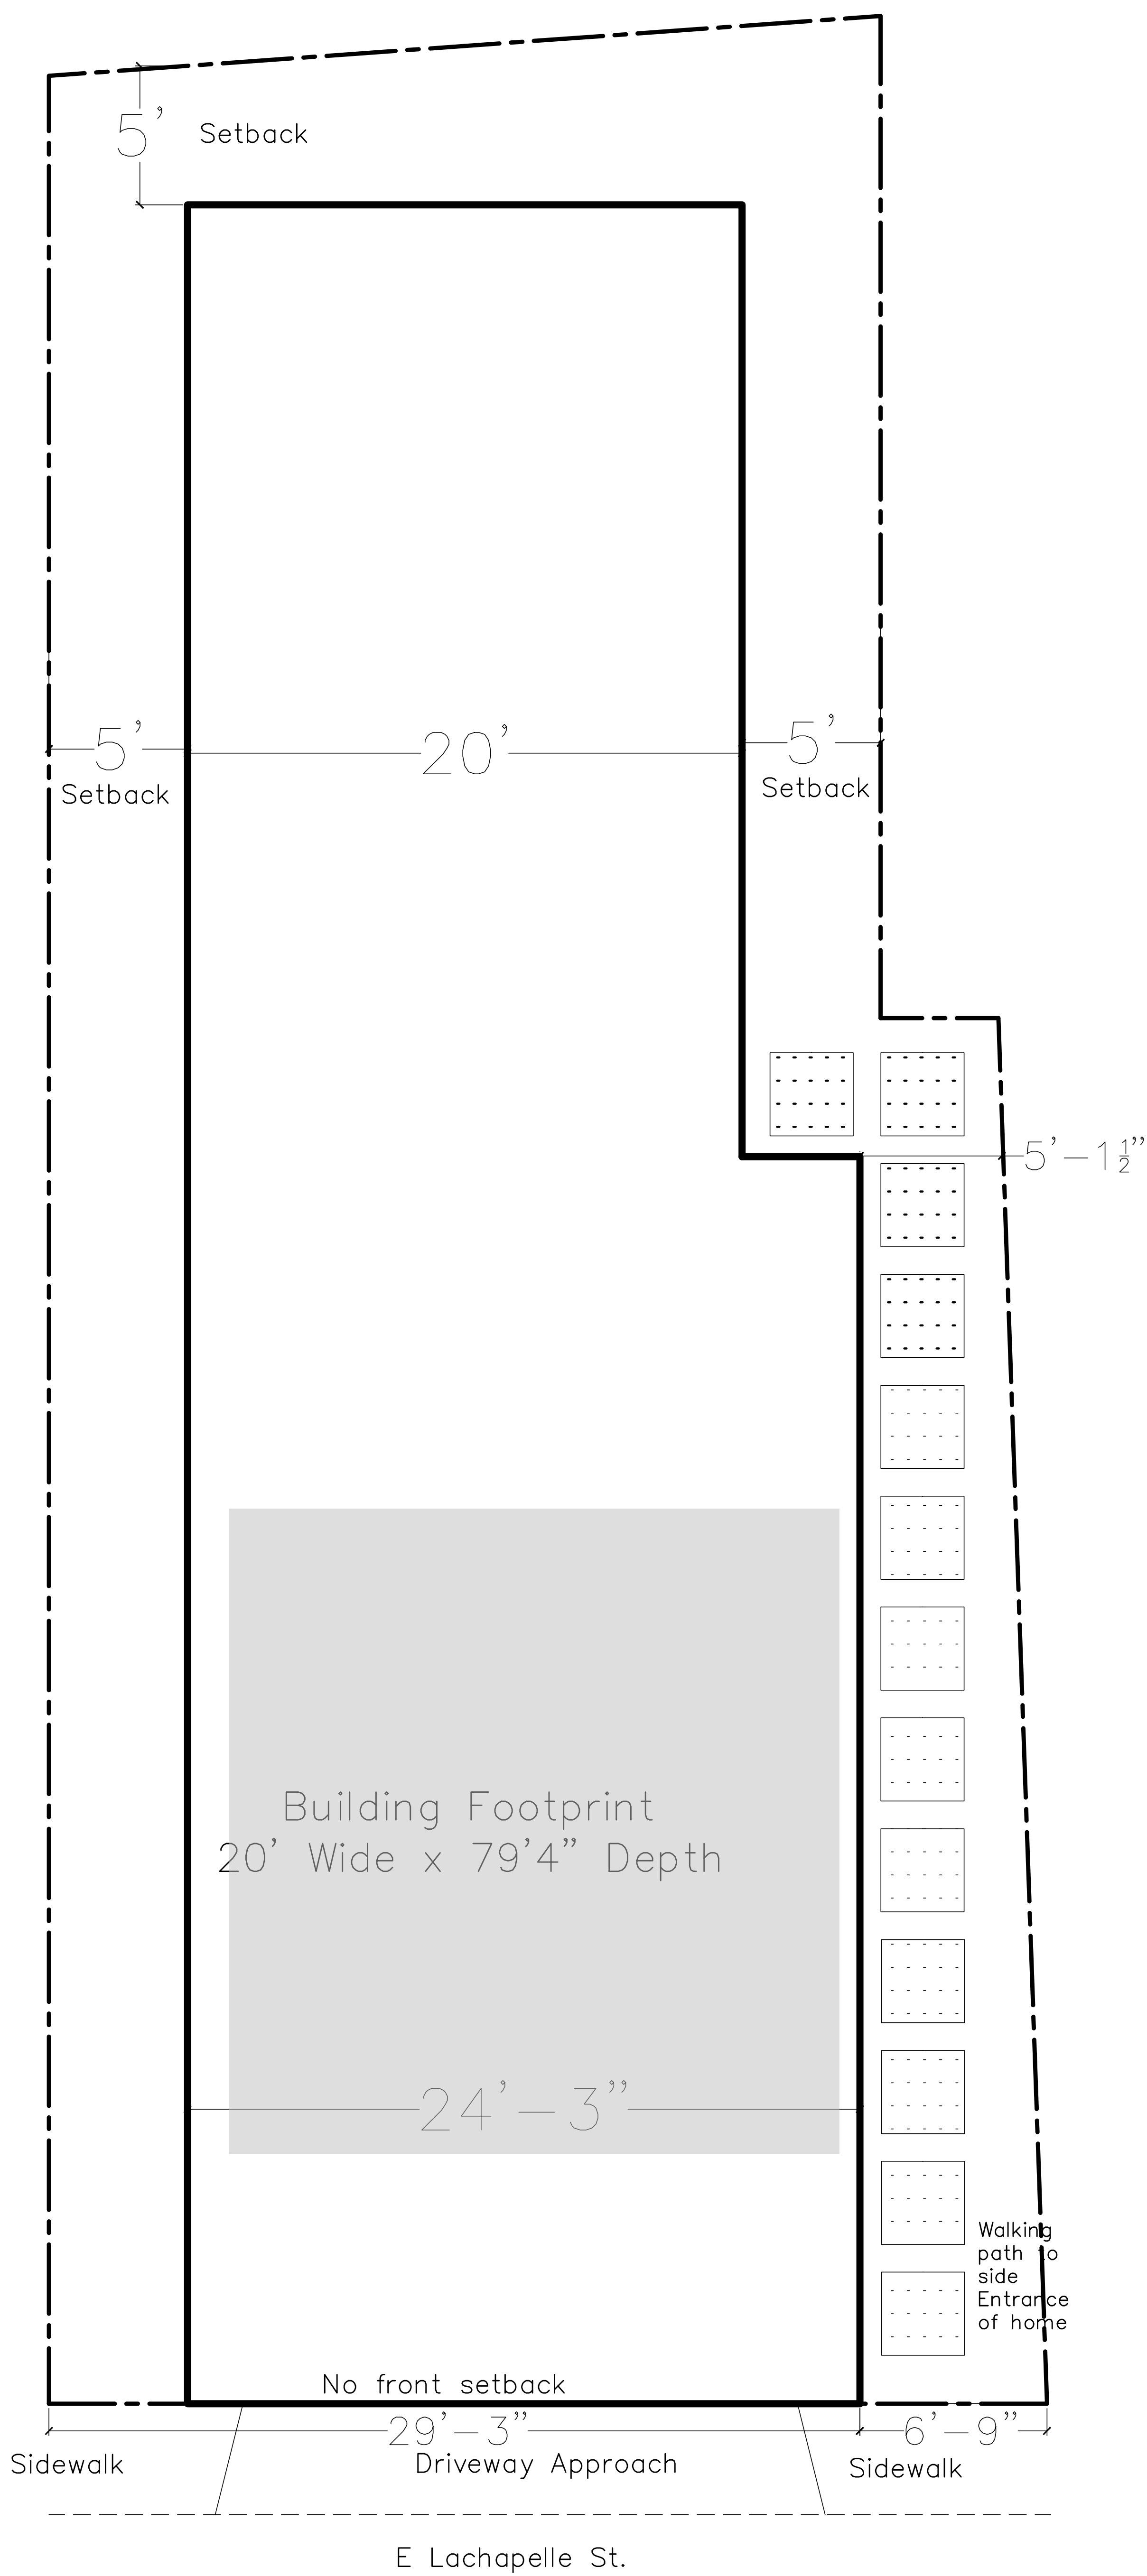 5'
Setback
5'
20'
5'
Setback
Setback
5'-1½"
Building Footprint
20' Wide x 79'4" Depth
24'-3"
Walking
path to
side
Entrance
of home
No front setback
29'-3"
6'-9"
Sidewalk
Driveway Approach
Sidewalk
E Lachapelle St.